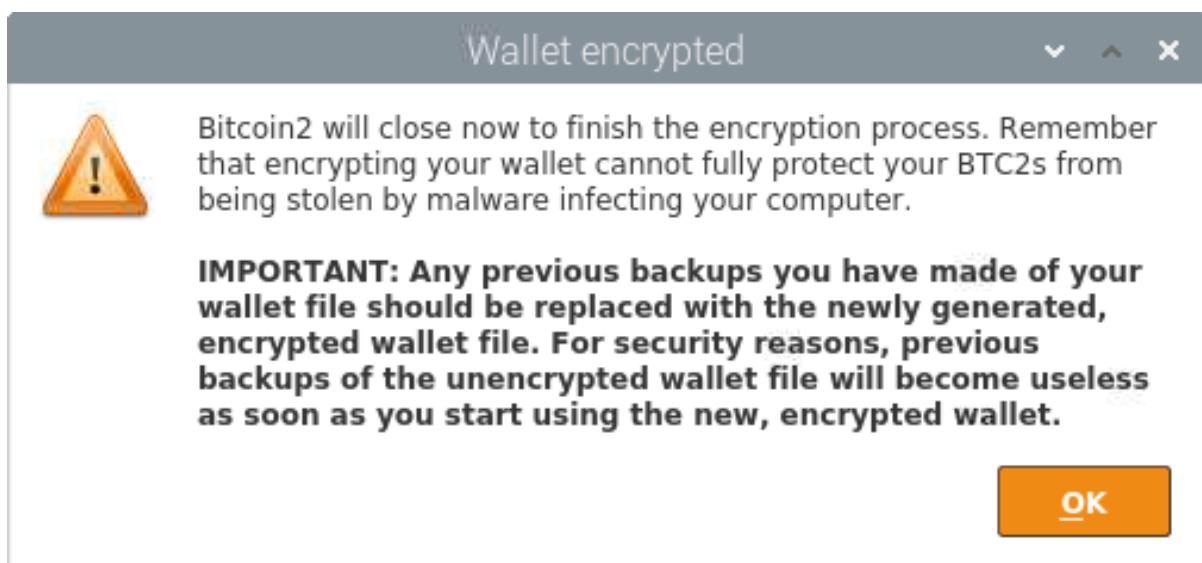 Wallet encrypted
Bitcoin2 will close now to finish the encryption process. Remember
that encrypting your wallet cannot fully protect your BTC2s from
being stolen by malware infecting your computer.
IMPORTANT: Any previous backups you have made of your
wallet file should be replaced with the newly generated,
encrypted wallet file. For security reasons, previous
backups of the unencrypted wallet file will become useless
as soon as you start using the new, encrypted wallet.
OK